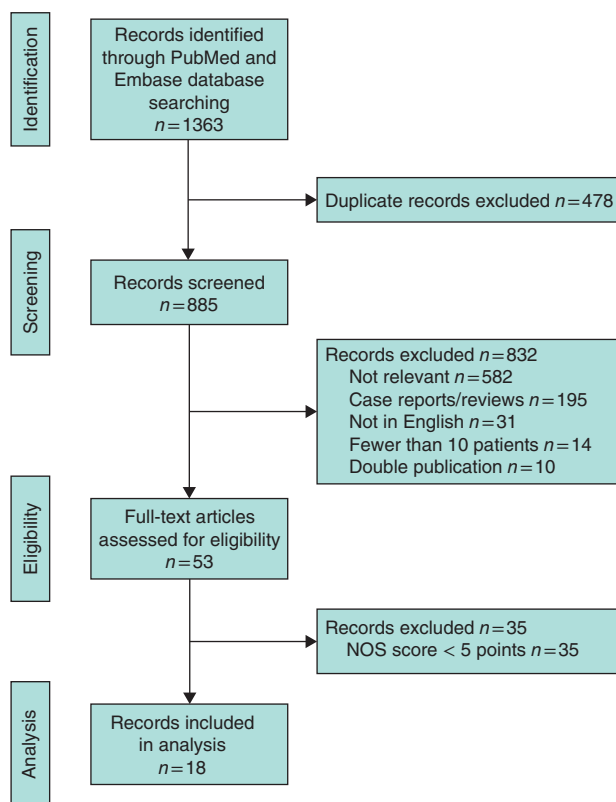 Identification
Records identified
through PubMed and
Embase database
searching
n=1363
Duplicate records excluded n=478
Screening
Records screened
n=885
Records excluded n=832
Not relevant n=582
Case reports/reviews n=195
Not in English n=31
Fewer than 10 patients n=14
Double publication n=10
Eligibility
Full-text articles
assessed for eligibility
n=53
Records excluded n=35
NOS score < 5 points n=35
Analysis
Records included
in analysis
n=18